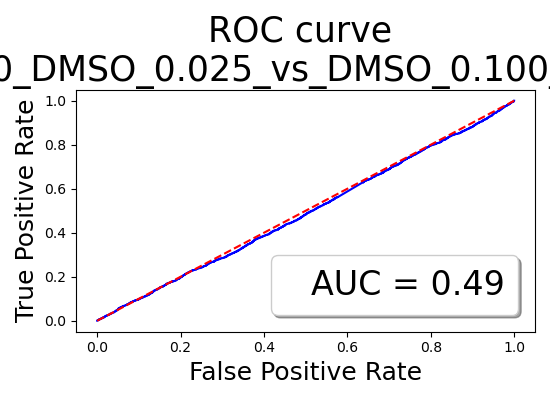 ROC curve
0_DMSO_0.025_vs_DMSO_0.100_
True Positive Rate
1.0
0.8
0.6
0.4
0.2
0.0
AUC = 0.49
0.0 0.2 0.4 0.6 0.8 1.0
False Positive Rate